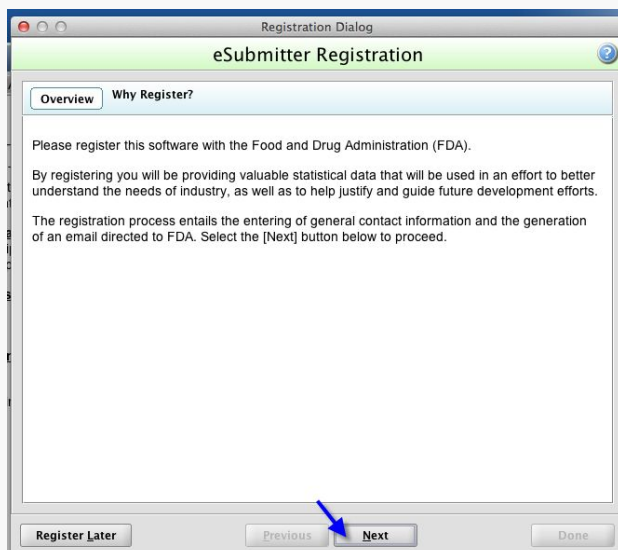 Registration Dialog
eSubmitter Registration
?
Overview Why Register?
Please register this software with the Food and Drug Administration (FDA).
By registering you will be providing valuable statistical data that will be used in an effort to better
understand the needs of industry, as well as to help justify and guide future development efforts.
The registration process entails the entering of general contact information and the generation
of an email directed to FDA. Select the [Next] button below to proceed.
Register Later Previous Next Done